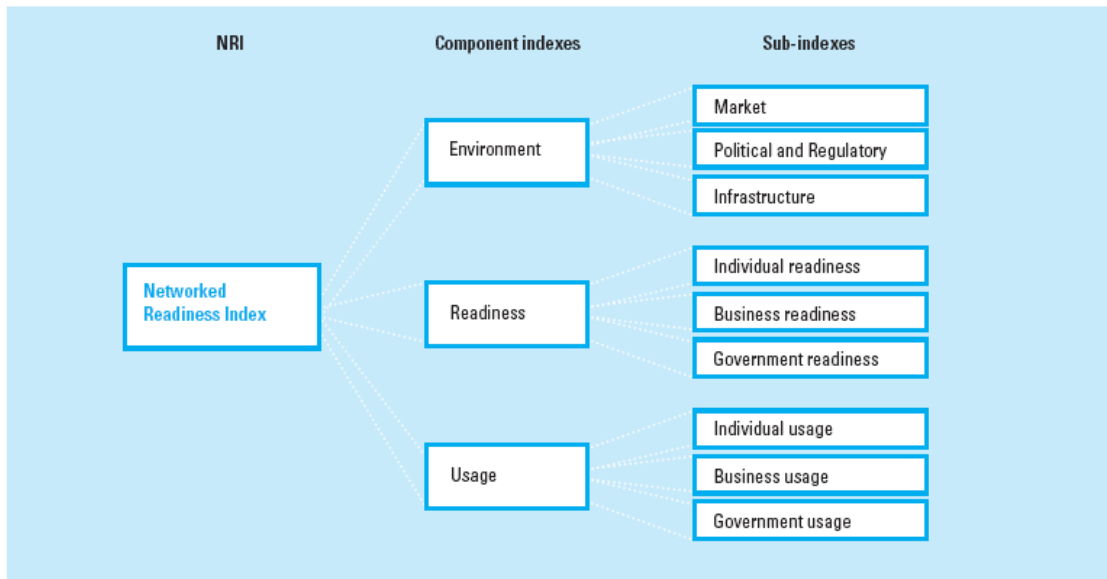 NRI
Component indexes
Sub-indexes
Environment
Market
Political and Regulatory
Infrastructure
Networked
Readiness Index
Readiness
Individual readiness
Business readiness
Government readiness
Usage
Individual usage
Business usage
Government usage